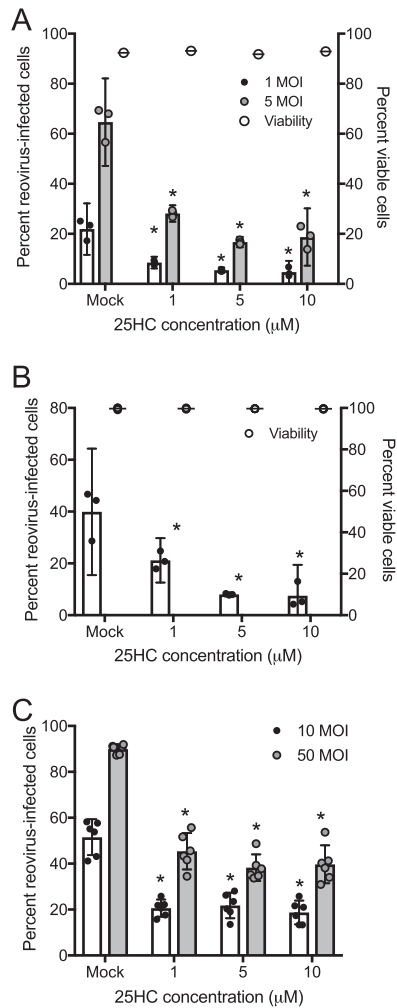 A
Percent reovirus-infected cells
100
80
60
40
20
0
1 MOI
5 MOI
Viability
* * * * * *
100
80
60
40
20
0
Percent viable cells
Mock 1 5 10
25HC concentration (μM)
B
Percent reovirus-infected cells
80
60
40
20
0
Viability
* * *
100
80
60
40
20
0
Percent viable cells
Mock 1 5 10
25HC concentration (μM)
C
Percent reovirus-infected cells
100
80
60
40
20
0
10 MOI
50 MOI
* * * * * *
Mock 1 5 10
25HC concentration (μM)